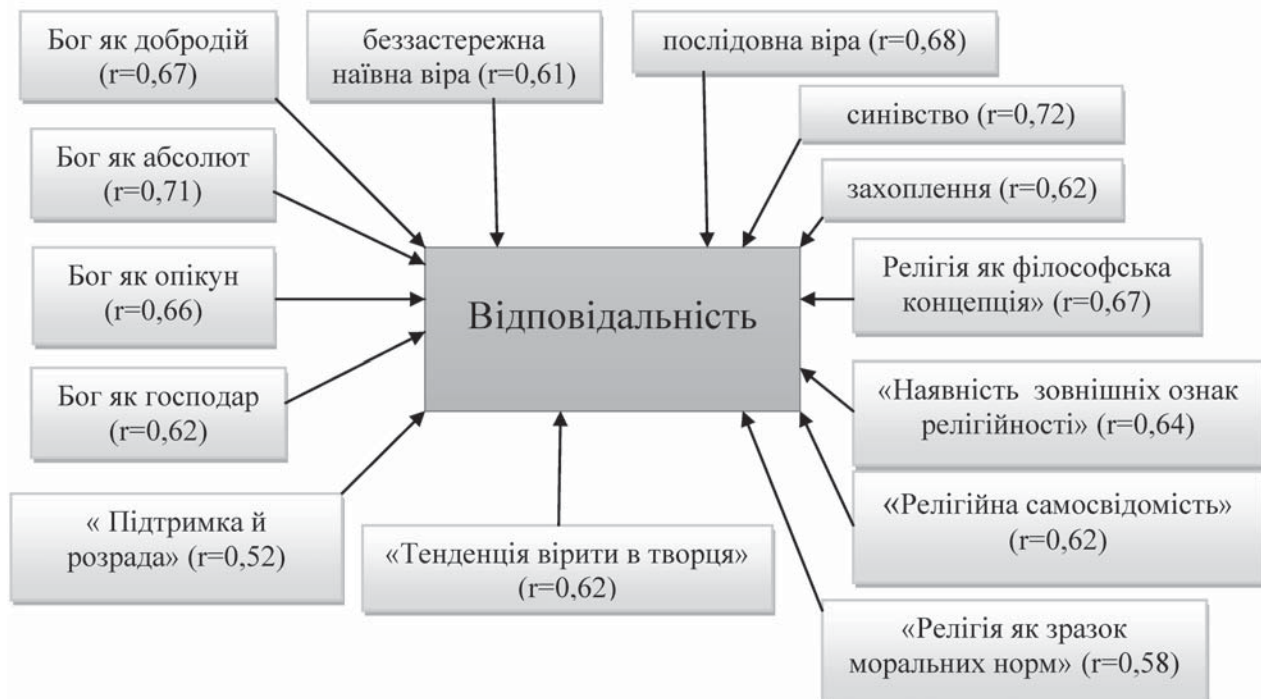 Бог як добродій
(r=0,67)
беззастережна
наївна віра (r=0,61)
послідовна віра (r=0,68)
синівство (r=0,72)
Бог як абсолют
(r=0,71)
захоплення (r=0,62)
Бог як опікун
(r=0,66)
Відповідальність
Релігія як філософська
концепція» (r=0,67)
Бог як господар
(r=0,62)
«Наявність зовнішніх ознак
релігійності» (r=0,64)
« Підтримка й
розрада» (r=0,52)
«Тенденція вірити в творця»
(r=0,62)
«Релігійна самосвідомість»
(r=0,62)
«Релігія як зразок
моральних норм» (r=0,58)